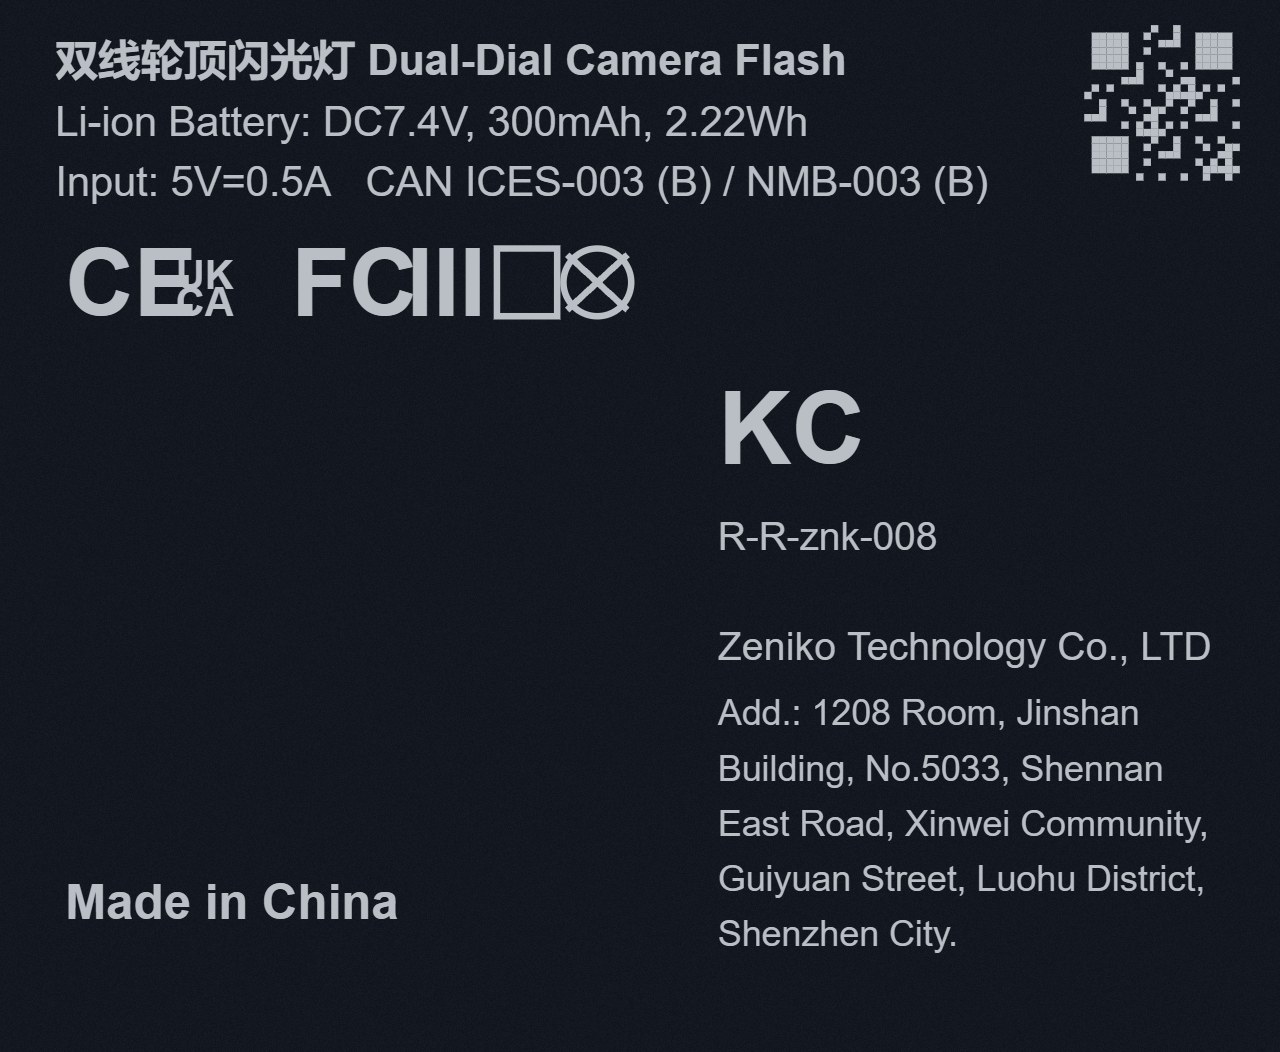 双线轮顶闪光灯 Dual-Dial Camera Flash
Li-ion Battery: DC7.4V, 300mAh, 2.22Wh
Input: 5V=0.5A CAN ICES-003 (B) / NMB-003 (B)
CE UKCA FC
KC
R-R-znk-008
Zeniko Technology Co., LTD
Add.: 1208 Room, Jinshan
Building, No.5033, Shennan
East Road, Xinwei Community,
Guiyuan Street, Luohu District,
Shenzhen City.
Made in China